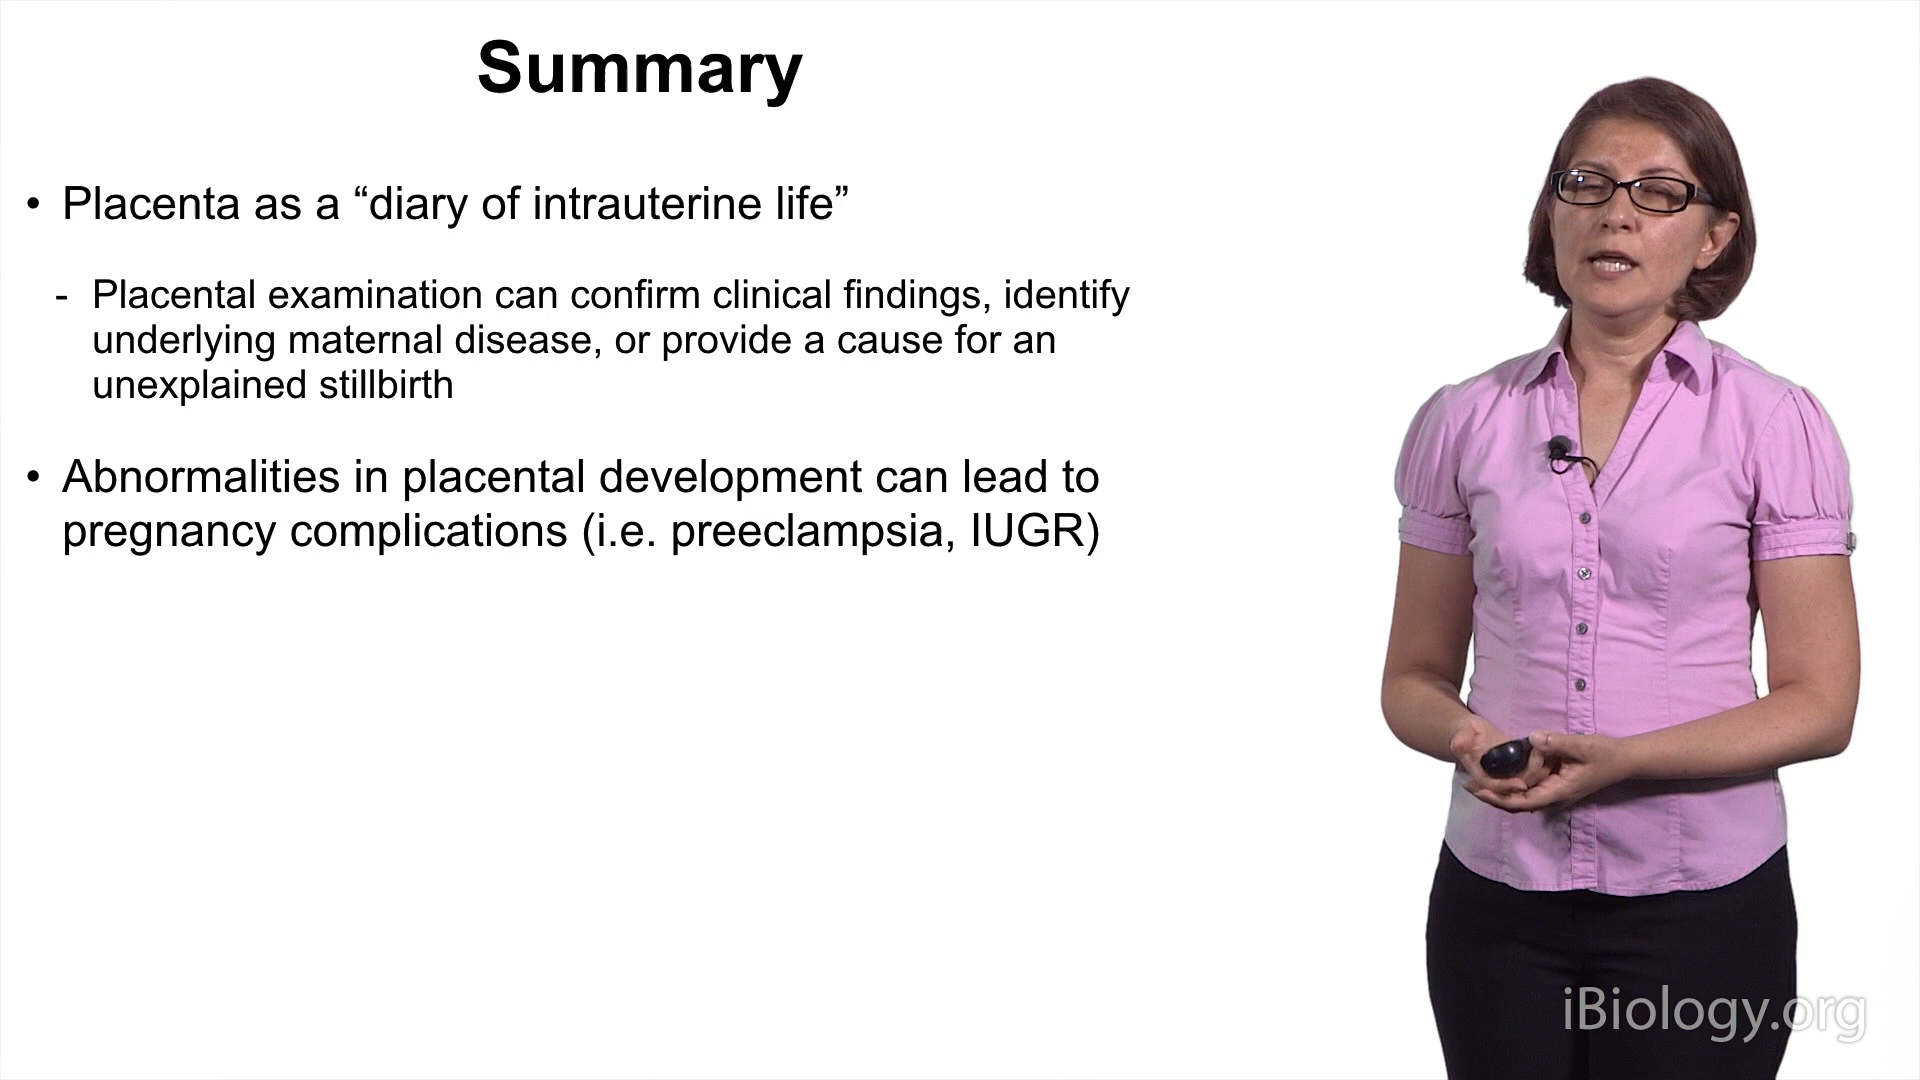 Summary
• Placenta as a “diary of intrauterine life”
- Placental examination can confirm clinical findings, identify
underlying maternal disease, or provide a cause for an
unexplained stillbirth
• Abnormalities in placental development can lead to
pregnancy complications (i.e. preeclampsia, IUGR)
iBiology.org